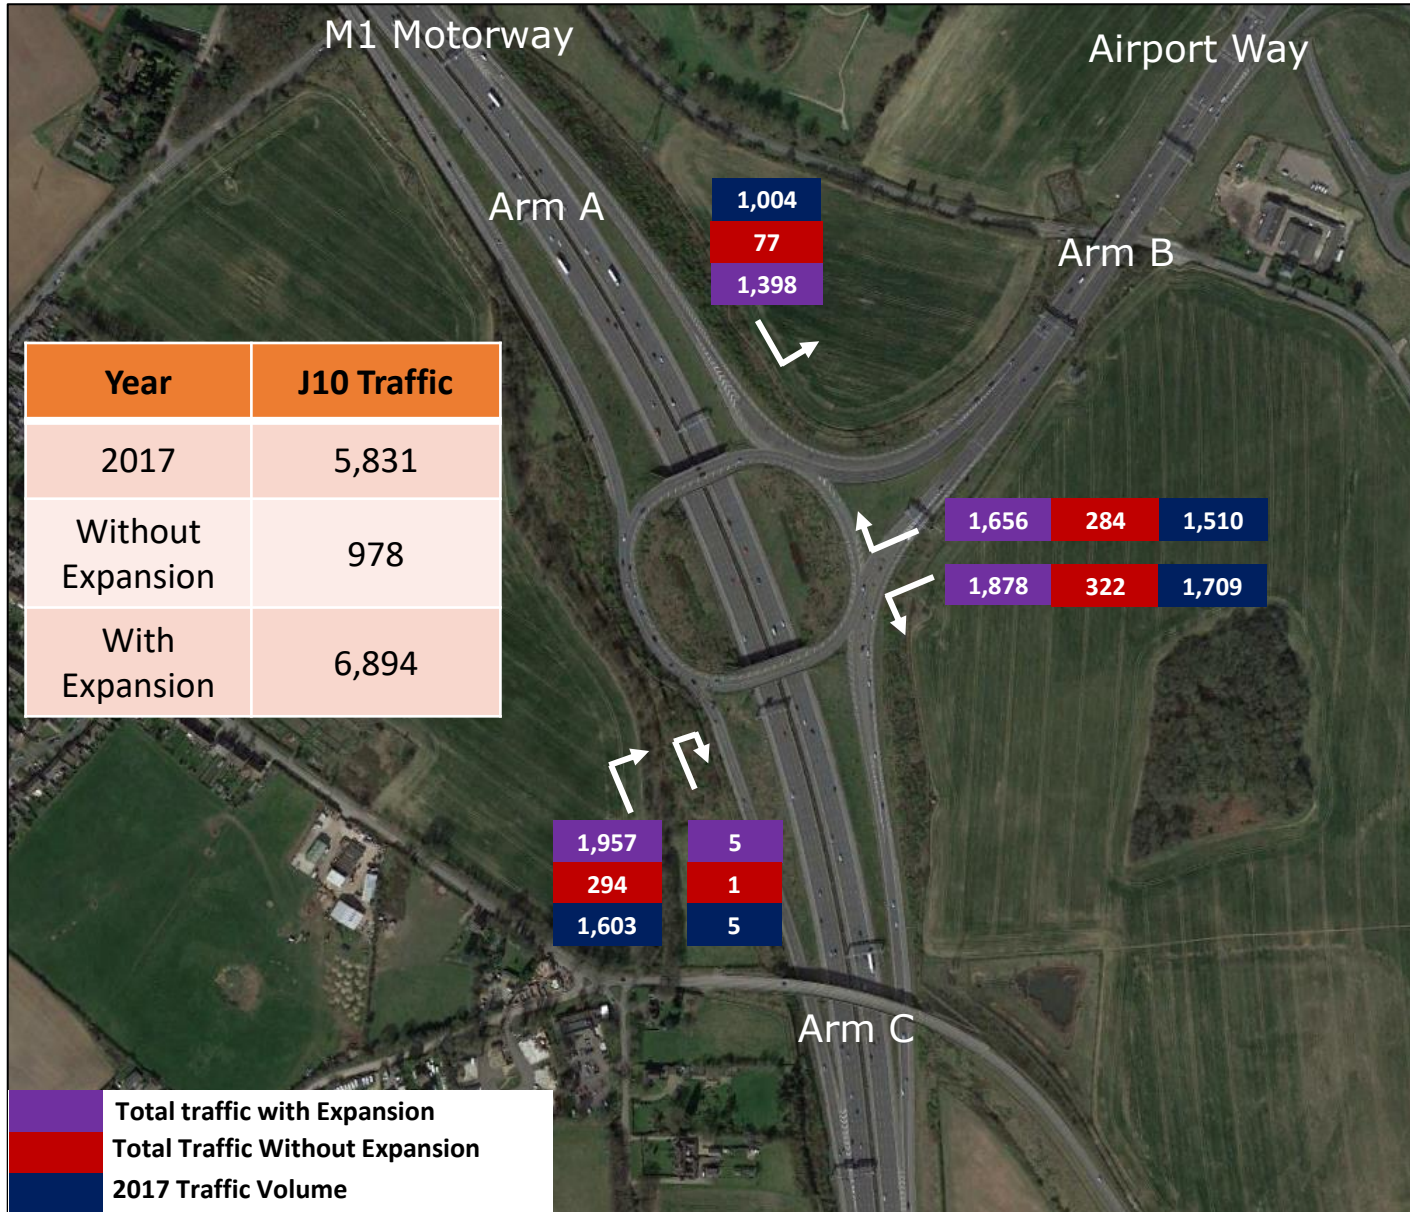 M1 Motorway
Airport Way
Arm A
1,004
77
1,398
Arm B
Year J10 Traffic
2017 5,831
Without
Expansion
978
With
Expansion
6,894
1,656 284 1,510
1,878 322 1,709
1,957
294
1,603
5
1
5
Arm C
Total traffic with Expansion
Total Traffic Without Expansion
2017 Traffic Volume